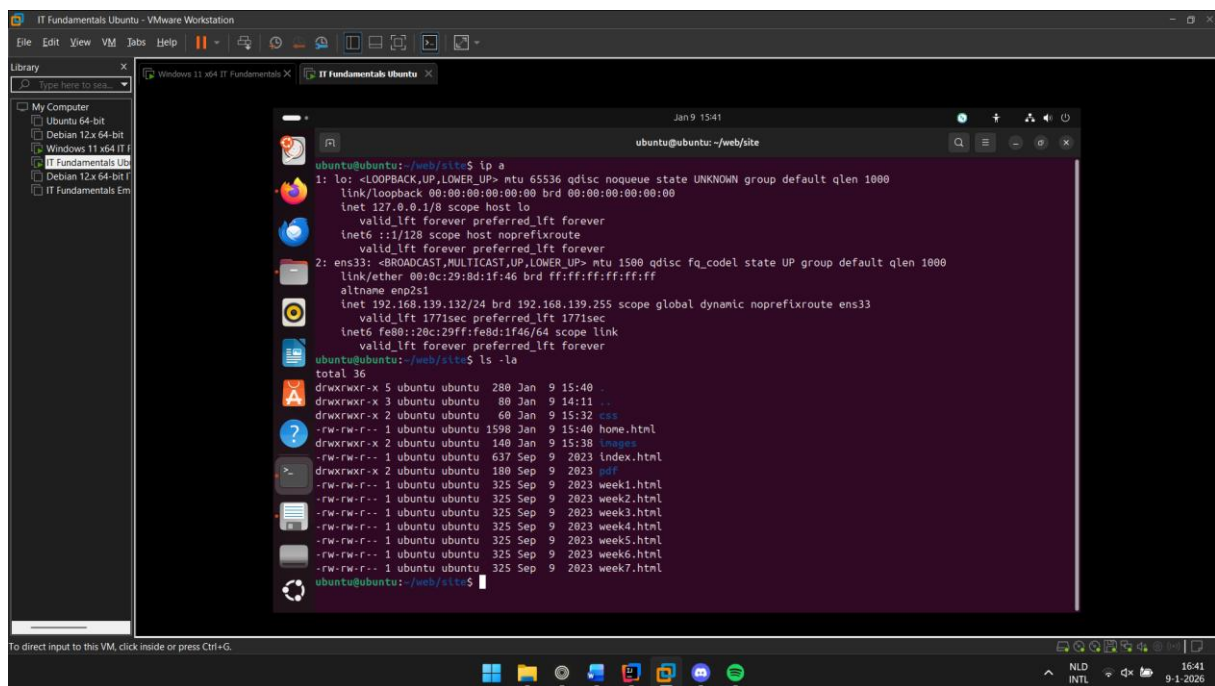 IT Fundamentals Ubuntu - VMware Workstation
File Edit View VM Tabs Help
Library
Type here to sea...
My Computer
Ubuntu 64-bit
Debian 12.x 64-bit
Windows 11 x64 IT F
IT Fundamentals Ubu
Debian 12.x 64-bit IT
IT Fundamentals Em
Windows 11 x64 IT Fundamentals
IT Fundamentals Ubuntu
Jan 9 15:41
ubuntu@ubuntu: ~/web/site
ubuntu@ubuntu:~/web/site$ ip a
1: lo: <LOOPBACK,UP,LOWER_UP> mtu 65536 qdisc noqueue state UNKNOWN group default qlen 1000
    link/loopback 00:00:00:00:00:00 brd 00:00:00:00:00:00
    inet 127.0.0.1/8 scope host lo
       valid_lft forever preferred_lft forever
    inet6 ::1/128 scope host noprefixroute
       valid_lft forever preferred_lft forever
2: ens33: <BROADCAST,MULTICAST,UP,LOWER_UP> mtu 1500 qdisc fq_codel state UP group default qlen 1000
    link/ether 00:0c:29:8d:1f:46 brd ff:ff:ff:ff:ff:ff
    altname enp2s1
    inet 192.168.139.132/24 brd 192.168.139.255 scope global dynamic noprefixroute ens33
       valid_lft 1771sec preferred_lft 1771sec
    inet6 fe80::20c:29ff:fe8d:1f46/64 scope link
       valid_lft forever preferred_lft forever
ubuntu@ubuntu:~/web/site$ ls -la
total 36
drwxrwxr-x 5 ubuntu ubuntu  280 Jan  9 15:40 .
drwxrwxr-x 3 ubuntu ubuntu   80 Jan  9 14:11 ..
drwxrwxr-x 2 ubuntu ubuntu   60 Jan  9 15:32 css
-rw-rw-r-- 1 ubuntu ubuntu 1598 Jan  9 15:40 home.html
drwxrwxr-x 2 ubuntu ubuntu  140 Jan  9 15:38 images
-rw-rw-r-- 1 ubuntu ubuntu  637 Sep  9  2023 index.html
drwxrwxr-x 2 ubuntu ubuntu  180 Sep  9  2023 pdf
-rw-rw-r-- 1 ubuntu ubuntu  325 Sep  9  2023 week1.html
-rw-rw-r-- 1 ubuntu ubuntu  325 Sep  9  2023 week2.html
-rw-rw-r-- 1 ubuntu ubuntu  325 Sep  9  2023 week3.html
-rw-rw-r-- 1 ubuntu ubuntu  325 Sep  9  2023 week4.html
-rw-rw-r-- 1 ubuntu ubuntu  325 Sep  9  2023 week5.html
-rw-rw-r-- 1 ubuntu ubuntu  325 Sep  9  2023 week6.html
-rw-rw-r-- 1 ubuntu ubuntu  325 Sep  9  2023 week7.html
ubuntu@ubuntu:~/web/site$
To direct input to this VM, click inside or press Ctrl+G.
NLD
INTL
16:41
9-1-2026